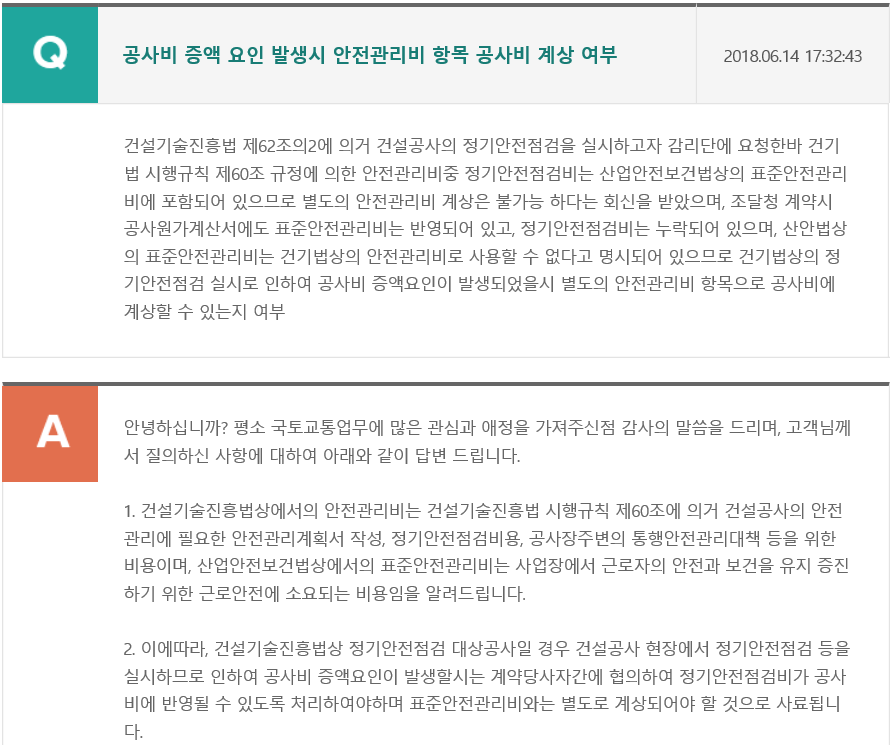 Q
공사비 증액 요인 발생시 안전관리비 항목 공사비 계상 여부
2018.06.14 17:32:43
건설기술진흥법 제62조의2에 의거 건설공사의 정기안전점검을 실시하고자 감리단에 요청한바 건기
법 시행규칙 제60조 규정에 의한 안전관리비중 정기안전점검비는 산업안전보건법상의 표준안전관리
비에 포함되어 있으므로 별도의 안전관리비 계상은 불가능 하다는 회신을 받았으며, 조달청 계약시
공사원가계산서에도 표준안전관리비는 반영되어 있고, 정기안전점검비는 누락되어 있으며, 산안법상
의 표준안전관리비는 건기법상의 안전관리비로 사용할 수 없다고 명시되어 있으므로 건기법상의 정
기안전점검 실시로 인하여 공사비 증액요인이 발생되었을시 별도의 안전관리비 항목으로 공사비에
계상할 수 있는지 여부
A
안녕하십니까? 평소 국토교통업무에 많은 관심과 애정을 가져주신점 감사의 말씀을 드리며, 고객님께
서 질의하신 사항에 대하여 아래와 같이 답변 드립니다.
1. 건설기술진흥법상에서의 안전관리비는 건설기술진흥법 시행규칙 제60조에 의거 건설공사의 안전
관리에 필요한 안전관리계획서 작성, 정기안전점검비용, 공사장주변의 통행안전관리대책 등을 위한
비용이며, 산업안전보건법상에서의 표준안전관리비는 사업장에서 근로자의 안전과 보건을 유지 증진
하기 위한 근로안전에 소요되는 비용임을 알려드립니다.
2. 이에따라, 건설기술진흥법상 정기안전점검 대상공사일 경우 건설공사 현장에서 정기안전점검 등을
실시하므로 인하여 공사비 증액요인이 발생할시는 계약당사자간에 협의하여 정기안전점검비가 공사
비에 반영될 수 있도록 처리하여야하며 표준안전관리비와는 별도로 계상되어야 할 것으로 사료됩니
다.